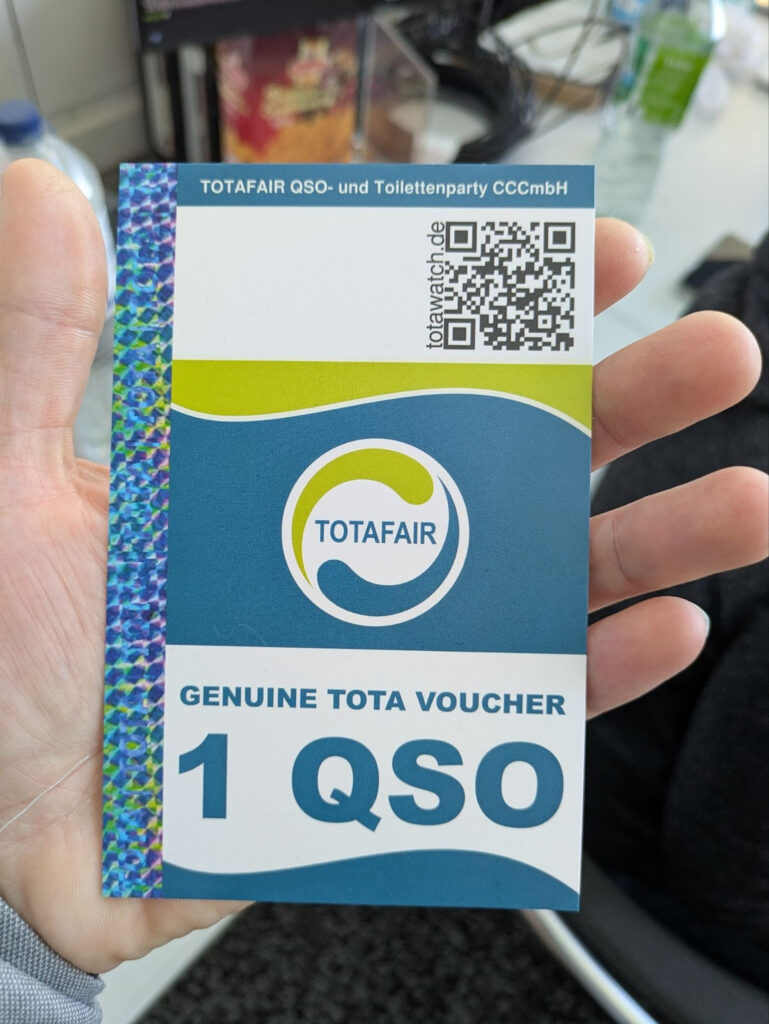 TOTAFAIR QSO- und Toilettenparty CCCmbH
totawatch.de
TOTAFAIR
GENUINE TOTA VOUCHER
1 QSO